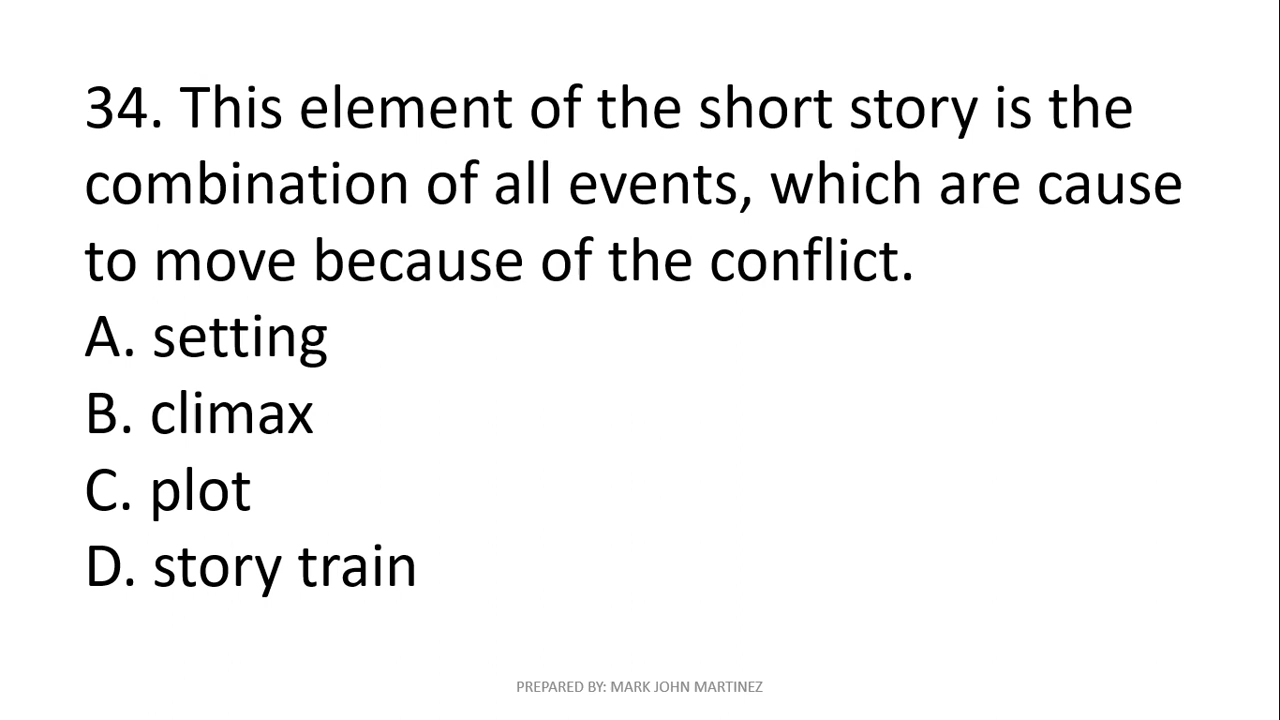 34. This element of the short story is the
combination of all events, which are cause
to move because of the conflict.
A. setting
B. climax
C. plot
D. story train
PREPARED BY: MARK JOHN MARTINEZ